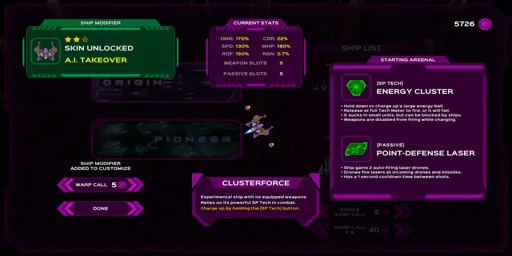 SHIP MODIFIER
SKIN UNLOCKED
A.I. TAKEOVER
CURRENT STATS
DMG: 170% CDR: 22%
SPD: 130% MHP: 180%
ROF: 150% RGN: 0.7%
WEAPON SLOTS 5
PASSIVE SLOTS 5
5726
SHIP LIST
STARTING ARSENAL
[SP TECH]
ENERGY CLUSTER
• Hold down to charge a large energy ball.
• Release at full Tech Meter to fire, or it will fail.
• It sucks in small units, but can be blocked by ships.
• Weapons are disabled from firing while charging.
[PASSIVE]
POINT-DEFENSE LASER
• Ship gains 2 auto-firing laser drones.
• Drones fire lasers at incoming drones and missiles.
• Has a 1 second cooldown time between shots.
ORIGIN
PIONEER
SHIP MODIFIER
ADDED TO CUSTOMIZE
WARP CALL 5
DONE
CLUSTERFORCE
Experimental ship with no equipped weapons.
Relies on its powerful SP Tech in combat.
Charge up by holding the [SP Tech] button.
SINGLE
WARP CALL 5
WARP CALL
40